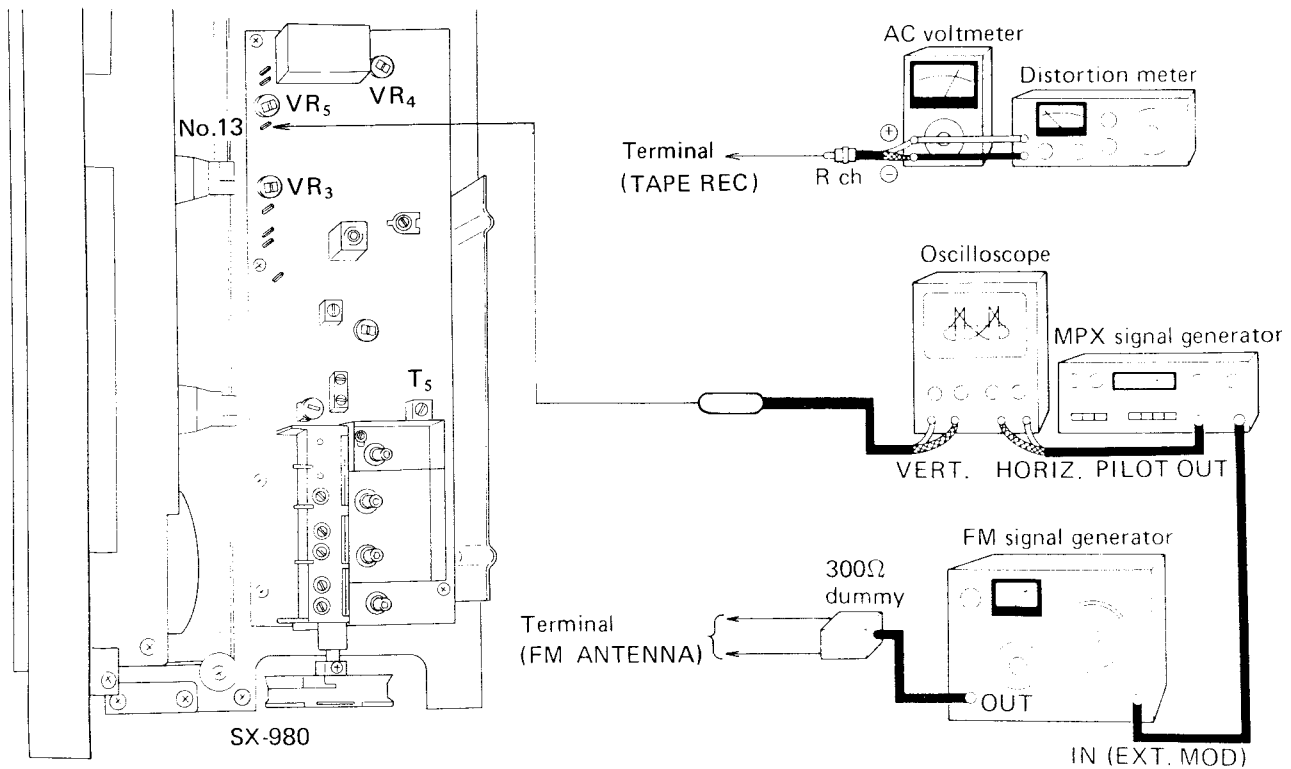 VR4
VR5
No.13
VR3
T5
SX-980
AC voltmeter
Distortion meter
Terminal
(TAPE REC)
R ch
⊕
⊖
Oscilloscope
MPX signal generator
VERT. HORIZ. PILOT OUT
FM signal generator
300Ω
dummy
Terminal
(FM ANTENNA)
OUT
IN (EXT. MOD)